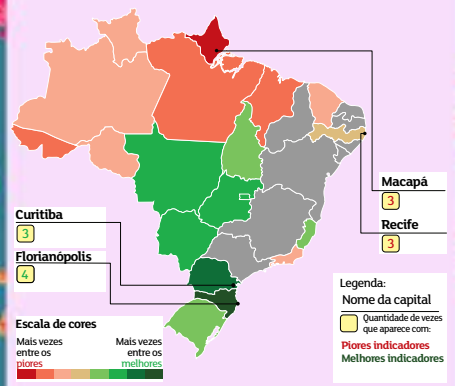 Macapá
3
Recife
3
Curitiba
3
Florianópolis
4
Escala de cores
Mais vezes
entre os
piores
Mais vezes
entre os
melhores
Legenda:
Nome da capital
Quantidade de vezes
que aparece com:
Piores indicadores
Melhores indicadores